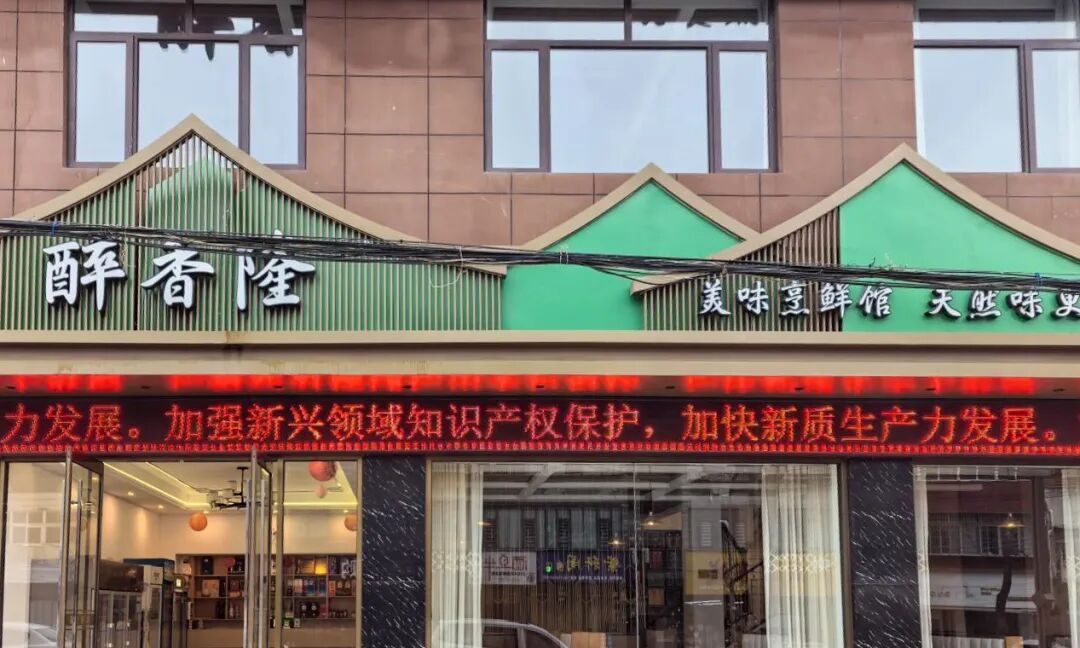 醉香隆
美味烹鲜馆 天然味
力发展。加强新兴领域知识产权保护，加快新质生产力发展。